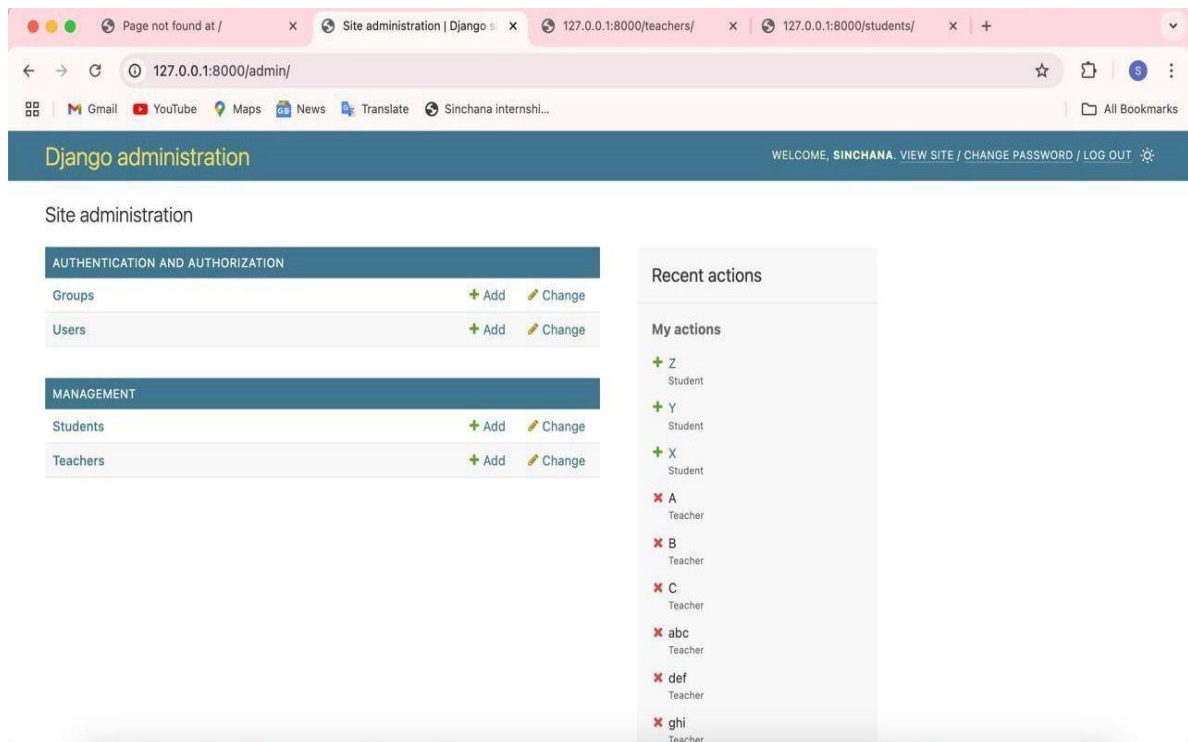 Page not found at /
Site administration | Django s
127.0.0.1:8000/teachers/
127.0.0.1:8000/students/
127.0.0.1:8000/admin/
S
Gmail YouTube Maps News Translate Sinchana internshi... All Bookmarks
Django administration
WELCOME, SINCHANA. VIEW SITE / CHANGE PASSWORD / LOG OUT
Site administration
AUTHENTICATION AND AUTHORIZATION
Groups + Add Change
Users + Add Change
MANAGEMENT
Students + Add Change
Teachers + Add Change
Recent actions
My actions
+ Z
Student
+ Y
Student
+ X
Student
A
Teacher
B
Teacher
C
Teacher
abc
Teacher
def
Teacher
ghi
Teacher